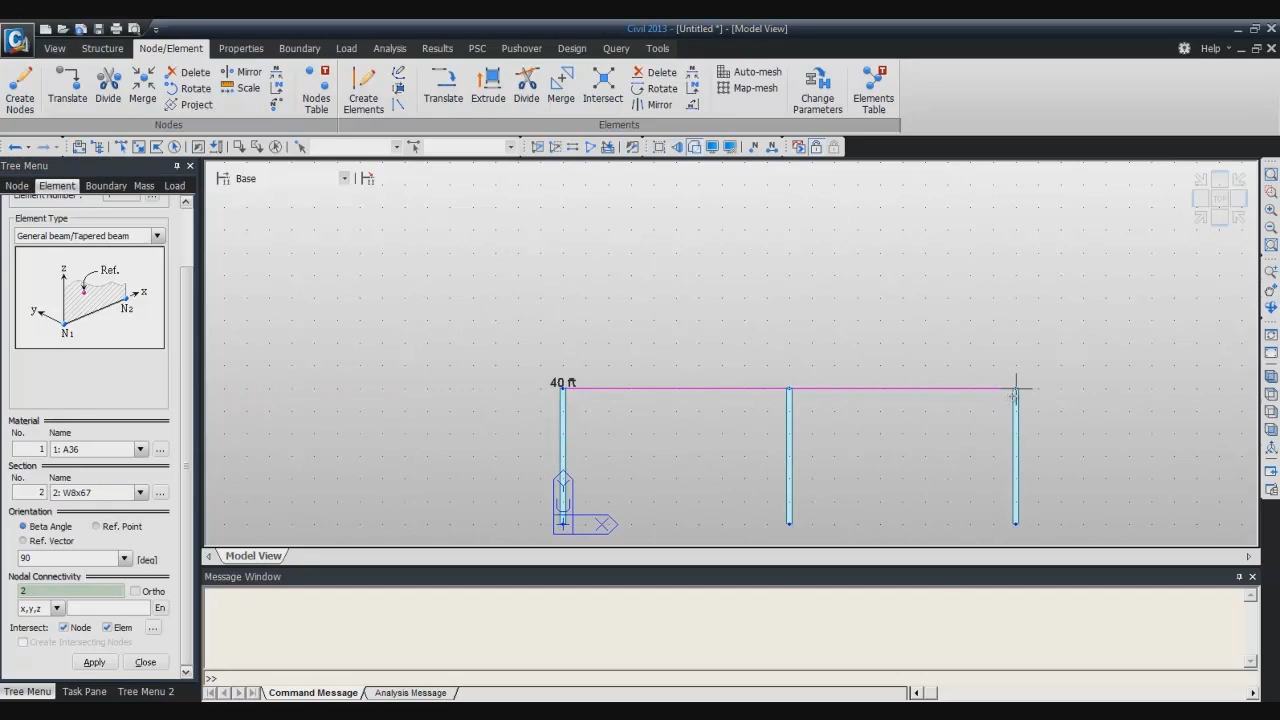 Civil 2013 - [Untitled *] - [Model View]
View Structure Node/Element Properties Boundary Load Analysis Results PSC Pushover Design Query Tools Help
Create Nodes
Translate
Divide
Merge
Delete
Rotate
Project
Mirror
Scale
Nodes Table
Create Elements
Translate
Extrude
Divide
Merge
Intersect
Delete
Rotate
Mirror
Auto-mesh
Map-mesh
Change Parameters
Elements Table
Nodes
Elements
Tree Menu
Node Element Boundary Mass Load
Element Number :
Element Type
General beam/Tapered beam
Ref.
z
x
y
N1
N2
Material
No. Name
1 1: A36
Section
No. Name
2 2: W8x67
Orientation
Beta Angle Ref. Point
Ref. Vector
90 [deg]
Nodal Connectivity
2 Ortho
x,y,z En
Intersect: Node Elem
Create Intersecting Nodes
Apply Close
Tree Menu Task Pane Tree Menu 2
Base
TOP
40 ft
Y
X
Model View
Message Window
>>
Command Message Analysis Message